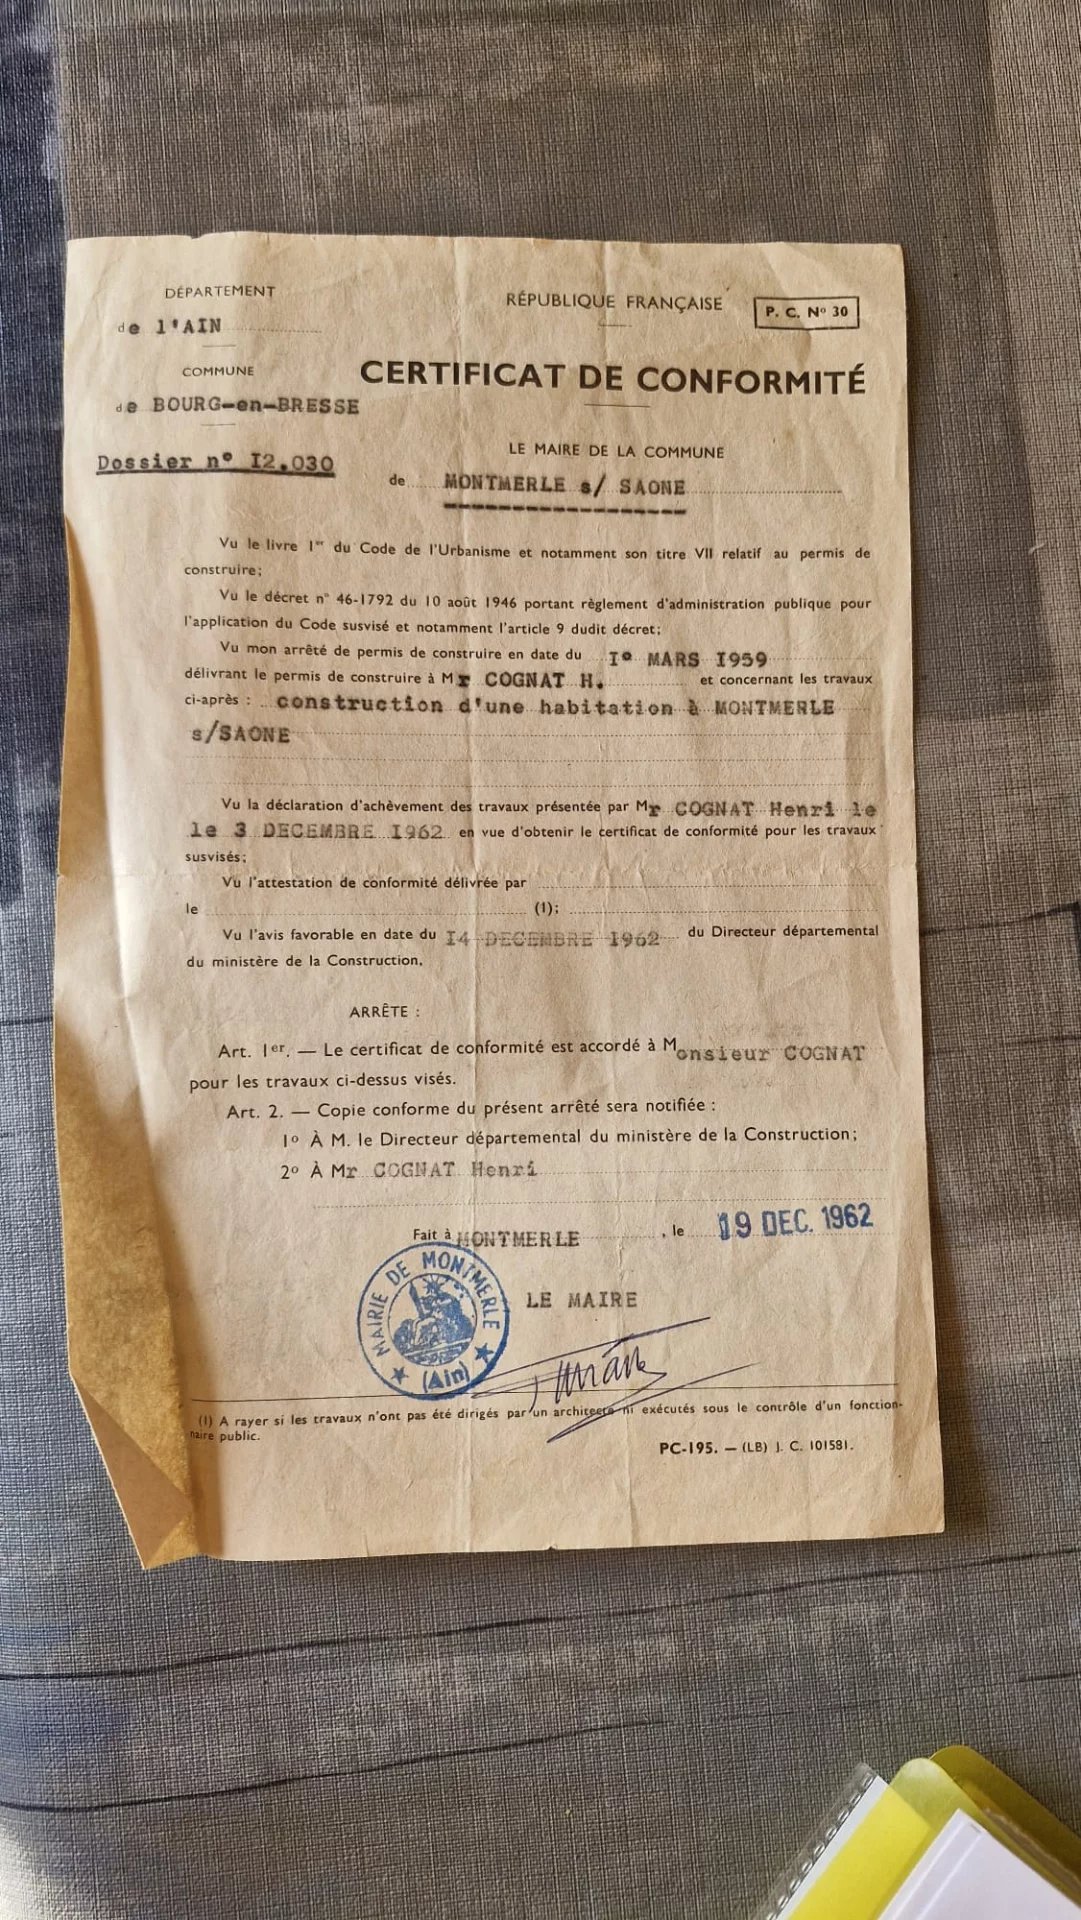 DÉPARTEMENT
de l'AIN
COMMUNE
de BOURG-en-BRESSE
Dossier n° I2.030
RÉPUBLIQUE FRANÇAISE
P. C. N° 30
CERTIFICAT DE CONFORMITÉ
LE MAIRE DE LA COMMUNE
de MONTMERLE s/ SAONE
Vu le livre 1er du Code de l'Urbanisme et notamment son titre VII relatif au permis de
construire;
Vu le décret n° 46-1792 du 10 août 1946 portant règlement d'administration publique pour
l'application du Code susvisé et notamment l'article 9 dudit décret;
Vu mon arrêté de permis de construire en date du I° MARS I959
délivrant le permis de construire à Mr COGNAT H. et concernant les travaux
ci-après : construction d'une habitation à MONTMERLE
s/SAONE
Vu la déclaration d'achèvement des travaux présentée par Mr COGNAT Henri le
le 3 DECEMBRE I962 en vue d'obtenir le certificat de conformité pour les travaux
susvisés;
Vu l'attestation de conformité délivrée par
le (1);
Vu l'avis favorable en date du I4 DECEMBRE I962 du Directeur départemental
du ministère de la Construction,
ARRÊTE :
Art. 1er. — Le certificat de conformité est accordé à Monsieur COGNAT
pour les travaux ci-dessus visés.
Art. 2. — Copie conforme du présent arrêté sera notifiée :
1° À M. le Directeur départemental du ministère de la Construction;
2° À Mr COGNAT Henri
Fait à MONTMERLE, le 19 DEC. 1962
LE MAIRE
MAIRIE DE MONTMERLE
(Ain)
(1) A rayer si les travaux n'ont pas été dirigés par un architecte ni exécutés sous le contrôle d'un fonction-
naire public.
PC-195. — (LB) J. C. 101581.